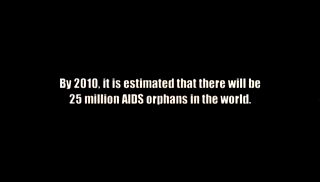 By 2010, it is estimated that there will be
25 million AIDS orphans in the world.